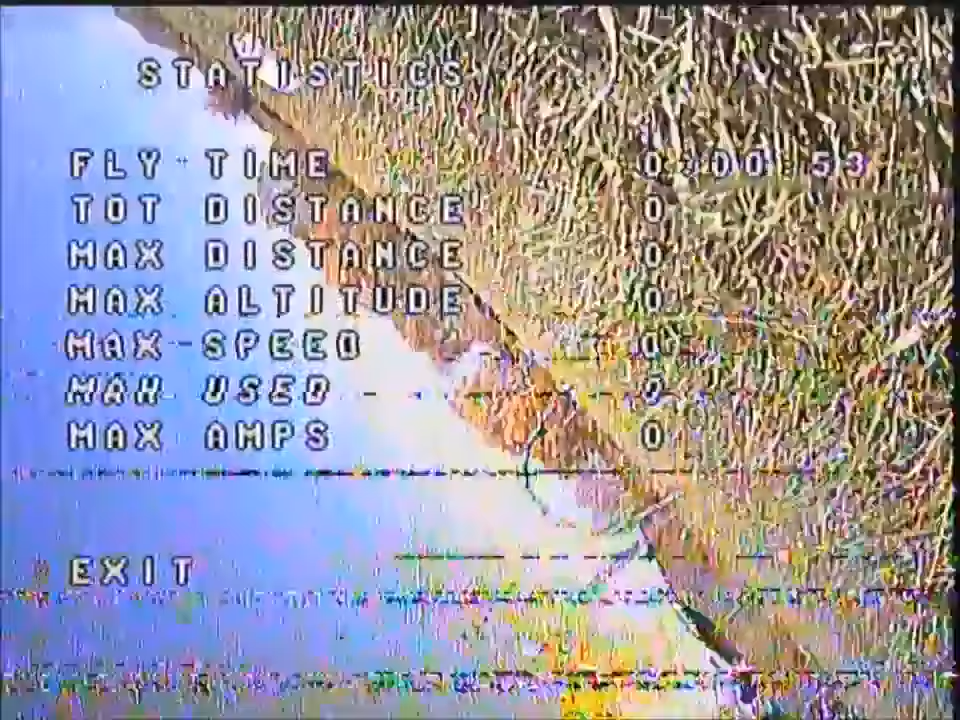 STATISTICS
FLY TIME 0:00:53
TOT DISTANCE 0
MAX DISTANCE 0
MAX ALTITUDE 0
MAX SPEED 0
MAH USED 0
MAX AMPS 0
EXIT